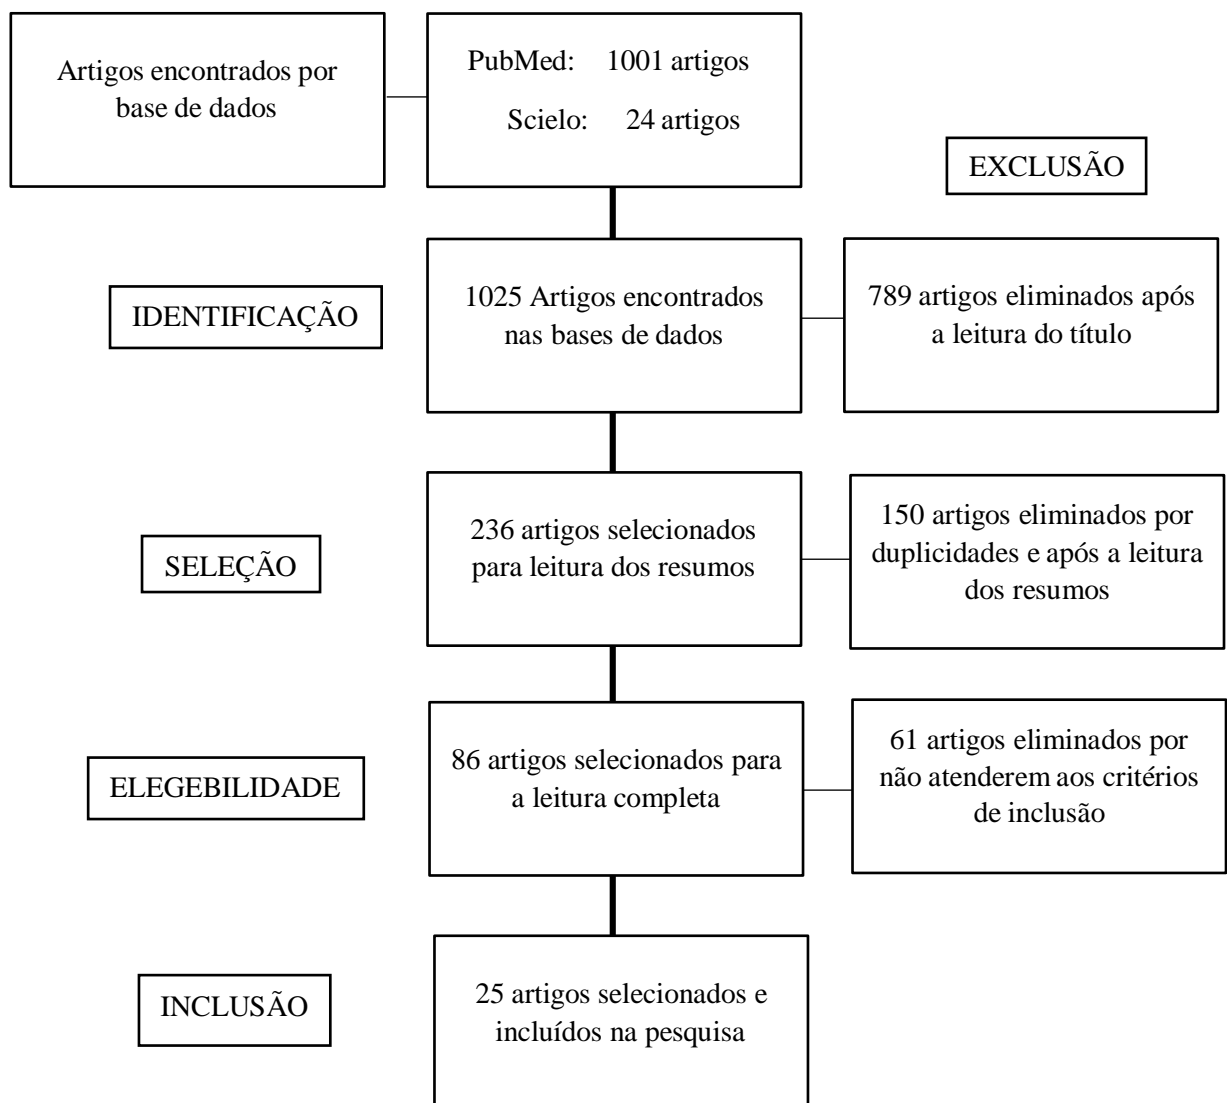 Artigos encontrados por
base de dados
PubMed: 1001 artigos
Scielo: 24 artigos
EXCLUSÃO
IDENTIFICAÇÃO
1025 Artigos encontrados
nas bases de dados
789 artigos eliminados após
a leitura do título
SELEÇÃO
236 artigos selecionados
para leitura dos resumos
150 artigos eliminados por
duplicidades e após a leitura
dos resumos
ELEGEBILIDADE
86 artigos selecionados para
a leitura completa
61 artigos eliminados por
não atenderem aos critérios
de inclusão
INCLUSÃO
25 artigos selecionados e
incluídos na pesquisa